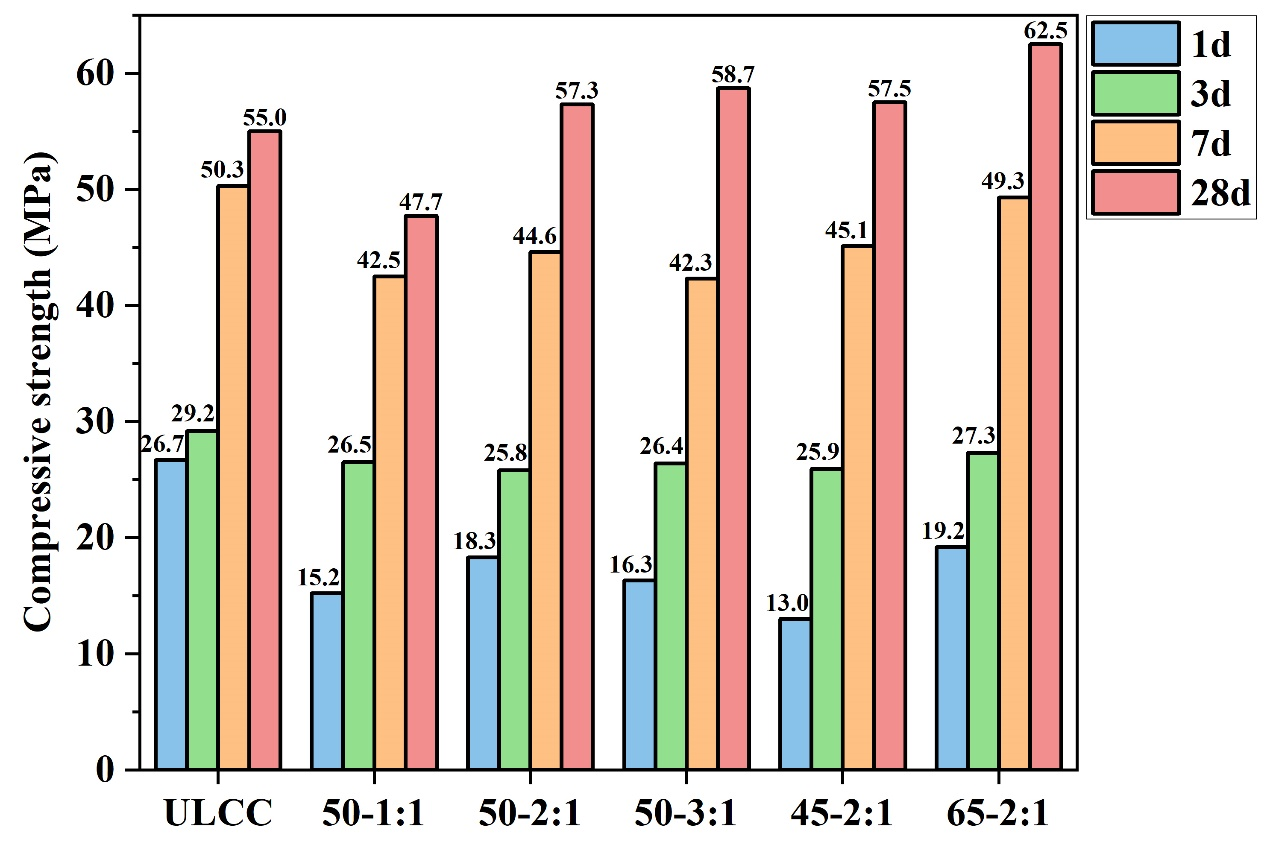 Compressive strength (MPa)
60
50
40
30
20
10
0
26.7 29.2 50.3 55.0
15.2 26.5 42.5 47.7
18.3 25.8 44.6 57.3
16.3 26.4 42.3 58.7
13.0 25.9 45.1 57.5
19.2 27.3 49.3 62.5
ULCC 50-1:1 50-2:1 50-3:1 45-2:1 65-2:1
1d
3d
7d
28d